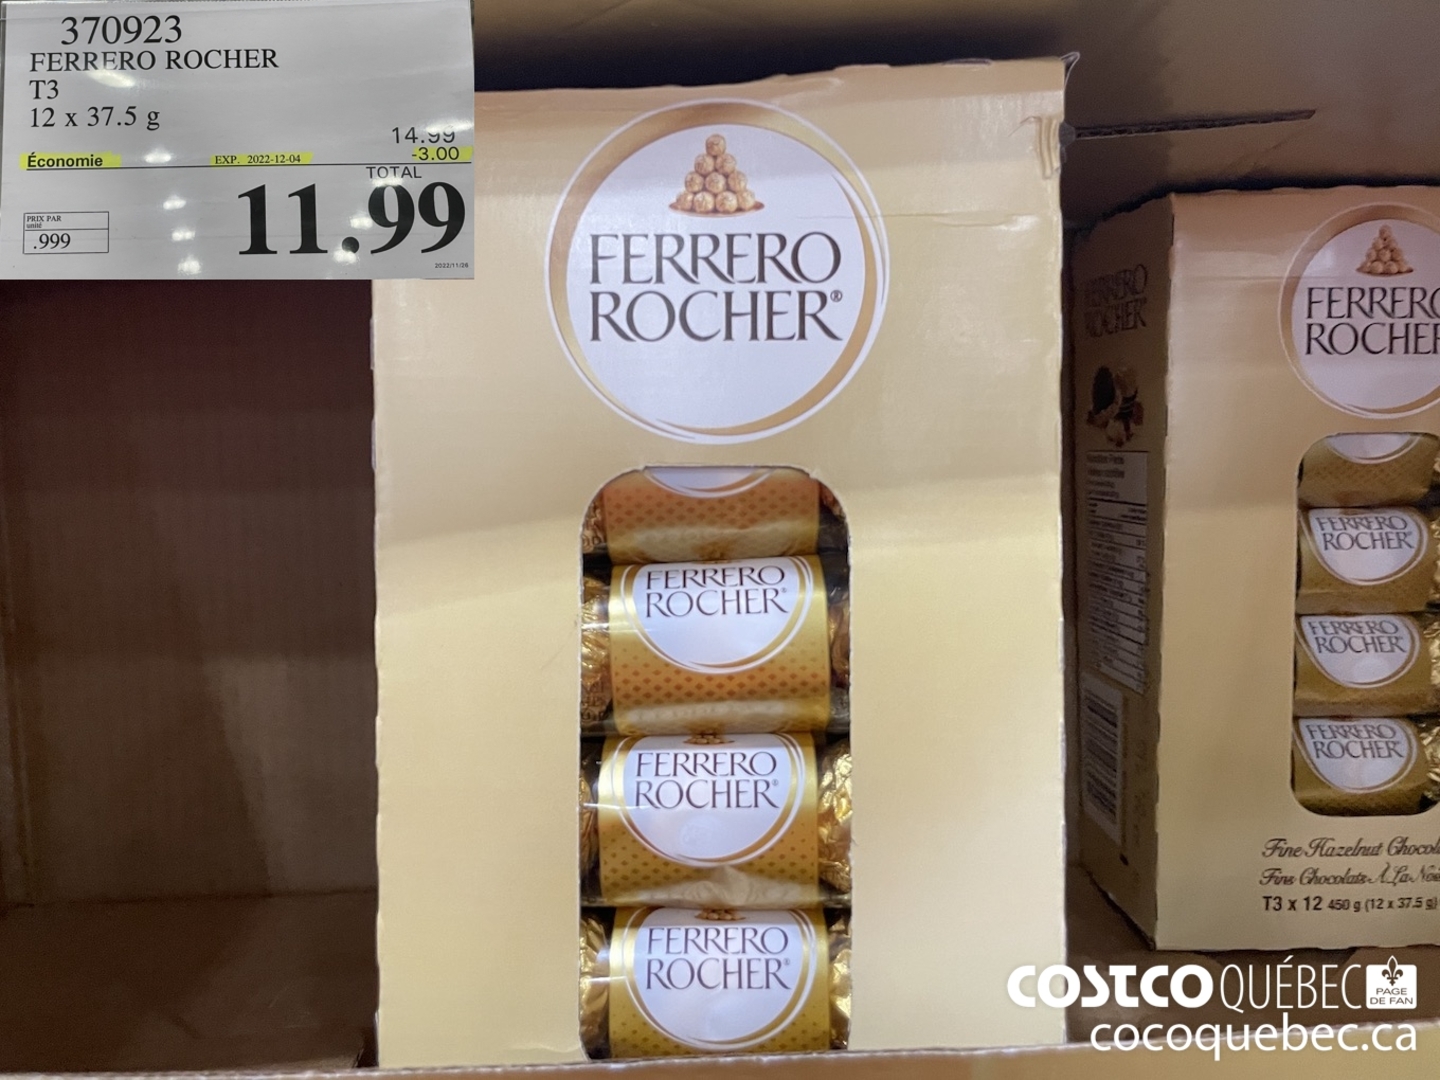 370923
FERRERO ROCHER
T3
12 x 37.5 g
14.99
Économie EXP. 2022-12-04 -3.00
TOTAL
PRIX PAR
unité
.999
11.99
2022/11/28
FERRERO
ROCHER®
FERRERO
ROCHER®
FERRERO
ROCHER®
FERRERO
ROCHER®
FERRERO
ROCHER
FERRERO
ROCHER
FERRERO
ROCHER
FERRERO
ROCHER
FERRERO
ROCHER
Fine Hazelnut
Fins Chocolats À La
T3 x 12 450 g (12 x 37.5 g)
COSTCO QUÉBEC PAGE
DE FAN
cocoquebec.ca